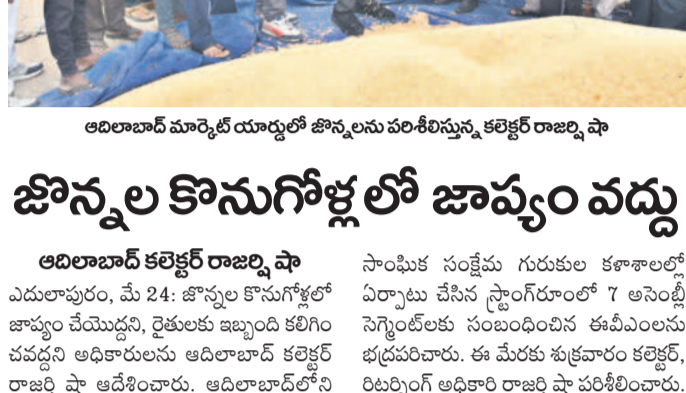 ఆదిలాబాద్ మార్కెట్ యార్డులో జొన్నలను పరిశీలిస్తున్న కలెక్టర్ రాజర్షి షా
జొన్నల కొనుగోళ్లలో జాప్యం వద్దు
ఆదిలాబాద్ కలెక్టర్ రాజర్షి షా
ఎదులాపురం, మే 24: జొన్నల కొనుగోళ్లలో
జాప్యం చేయొద్దని, రైతులకు ఇబ్బంది కలిగిం
చవద్దని అధికారులను ఆదిలాబాద్ కలెక్టర్
రాజర్షి షా ఆదేశించారు. ఆదిలాబాద్‌లోని
సాంఘిక సంక్షేమ గురుకుల కళాశాలల్లో
ఏర్పాటు చేసిన స్ట్రాంగ్‌రూంలో 7 అసెంబ్లీ
సెగ్మెంట్‌లకు సంబంధించిన ఈవీఎంలను
భద్రపరిచారు. ఈ మేరకు శుక్రవారం కలెక్టర్,
రిటర్నింగ్ అధికారి రాజర్షి షా పరిశీలించారు.